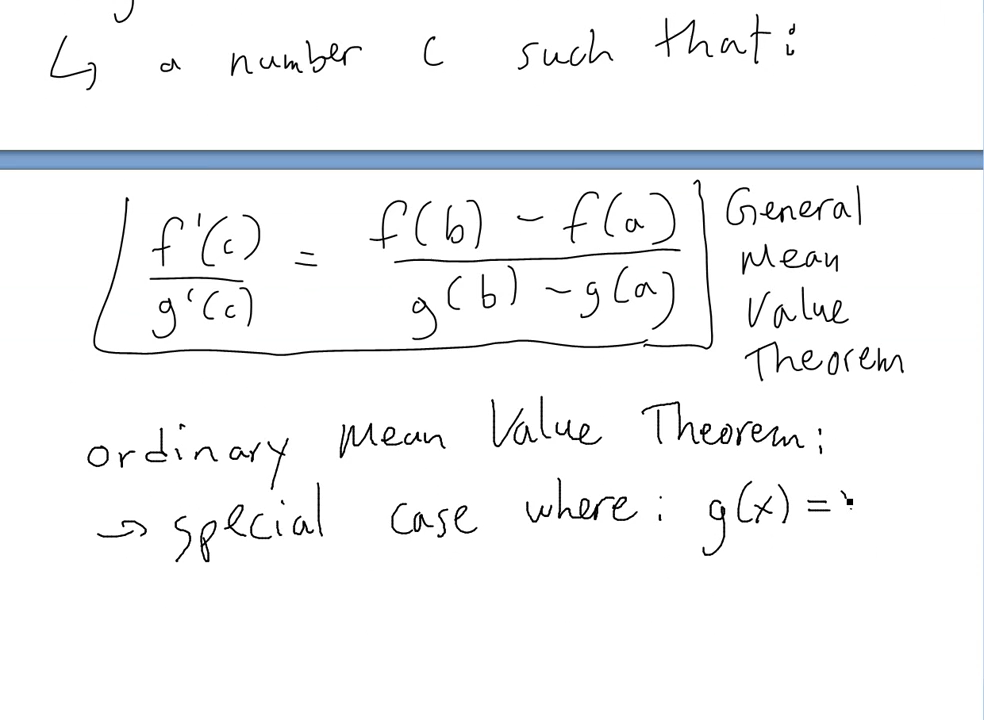 ↳ a number c such that:
f'(c)/g'(c) = (f(b) - f(a))/(g(b) - g(a))
General
Mean
Value
Theorem
ordinary Mean Value Theorem:
→ special case where: g(x) =